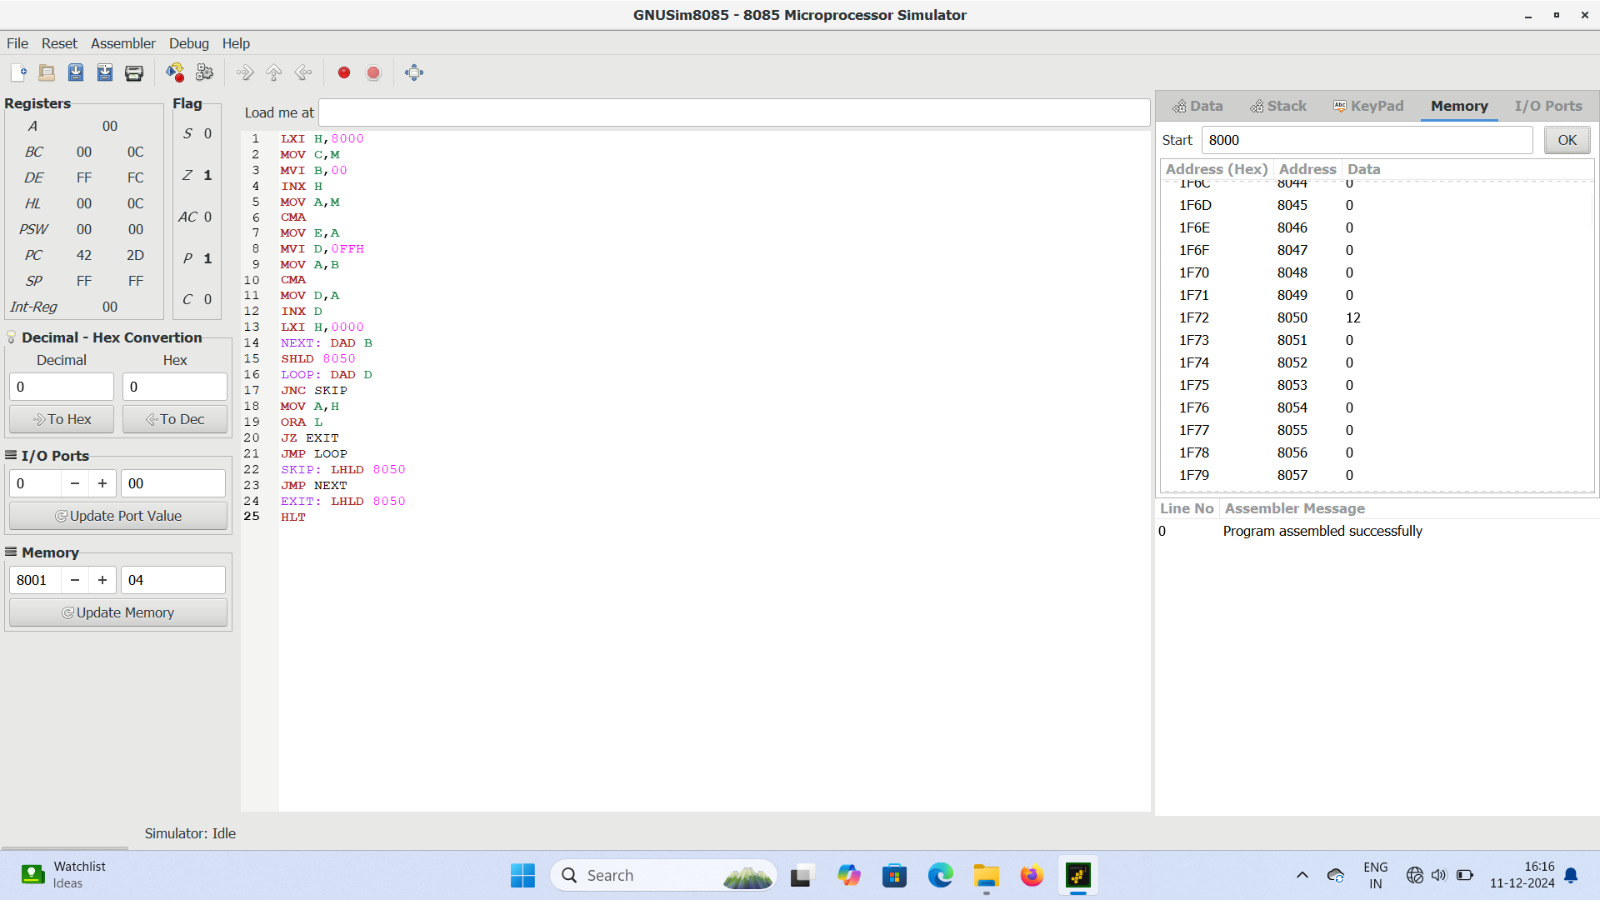 GNUSim8085 - 8085 Microprocessor Simulator
File Reset Assembler Debug Help
Registers
A 00
BC 00 0C
DE FF FC
HL 00 0C
PSW 00 00
PC 42 2D
SP FF FF
Int-Reg 00
Flag
S 0
Z 1
AC 0
P 1
C 0
Decimal - Hex Convertion
Decimal Hex
0 0
To Hex To Dec
I/O Ports
0 - + 00
Update Port Value
Memory
8001 - + 04
Update Memory
Load me at
1 LXI H,8000
2 MOV C,M
3 MVI B,00
4 INX H
5 MOV A,M
6 CMA
7 MOV E,A
8 MVI D,0FFH
9 MOV A,B
10 CMA
11 MOV D,A
12 INX D
13 LXI H,0000
14 NEXT: DAD B
15 SHLD 8050
16 LOOP: DAD D
17 JNC SKIP
18 MOV A,H
19 ORA L
20 JZ EXIT
21 JMP LOOP
22 SKIP: LHLD 8050
23 JMP NEXT
24 EXIT: LHLD 8050
25 HLT
Data Stack Abc KeyPad Memory I/O Ports
Start 8000 OK
Address (Hex) Address Data
1F6C 8044 0
1F6D 8045 0
1F6E 8046 0
1F6F 8047 0
1F70 8048 0
1F71 8049 0
1F72 8050 12
1F73 8051 0
1F74 8052 0
1F75 8053 0
1F76 8054 0
1F77 8055 0
1F78 8056 0
1F79 8057 0
Line No Assembler Message
0 Program assembled successfully
Simulator: Idle
Watchlist
Ideas
Search
ENG
IN
16:16
11-12-2024